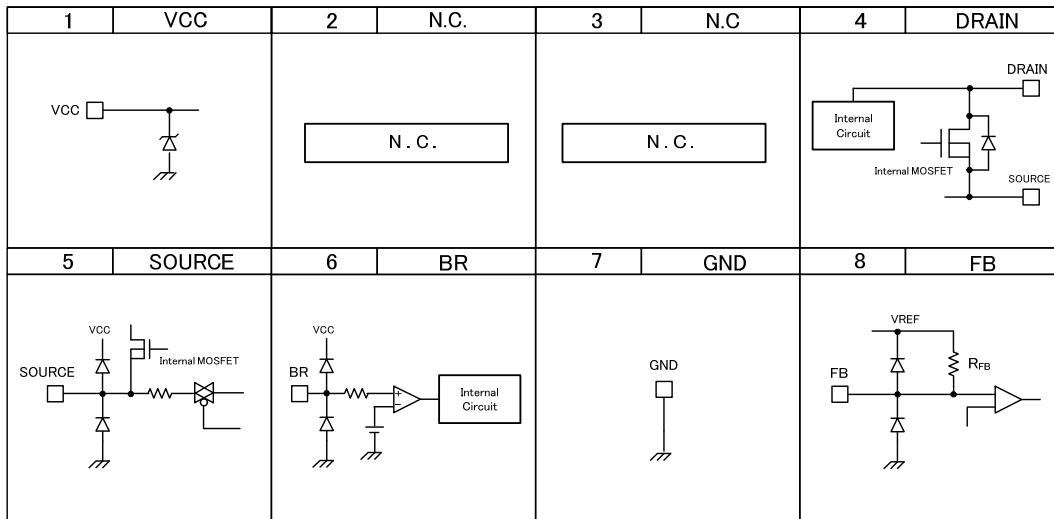 1 VCC 2 N.C. 3 N.C 4 DRAIN
VCC
N.C.
N.C.
DRAIN
Internal
Circuit
Internal MOSFET
SOURCE
5 SOURCE 6 BR 7 GND 8 FB
VCC
Internal MOSFET
SOURCE
VCC
BR
+
−
Internal
Circuit
GND
VREF
RFB
FB